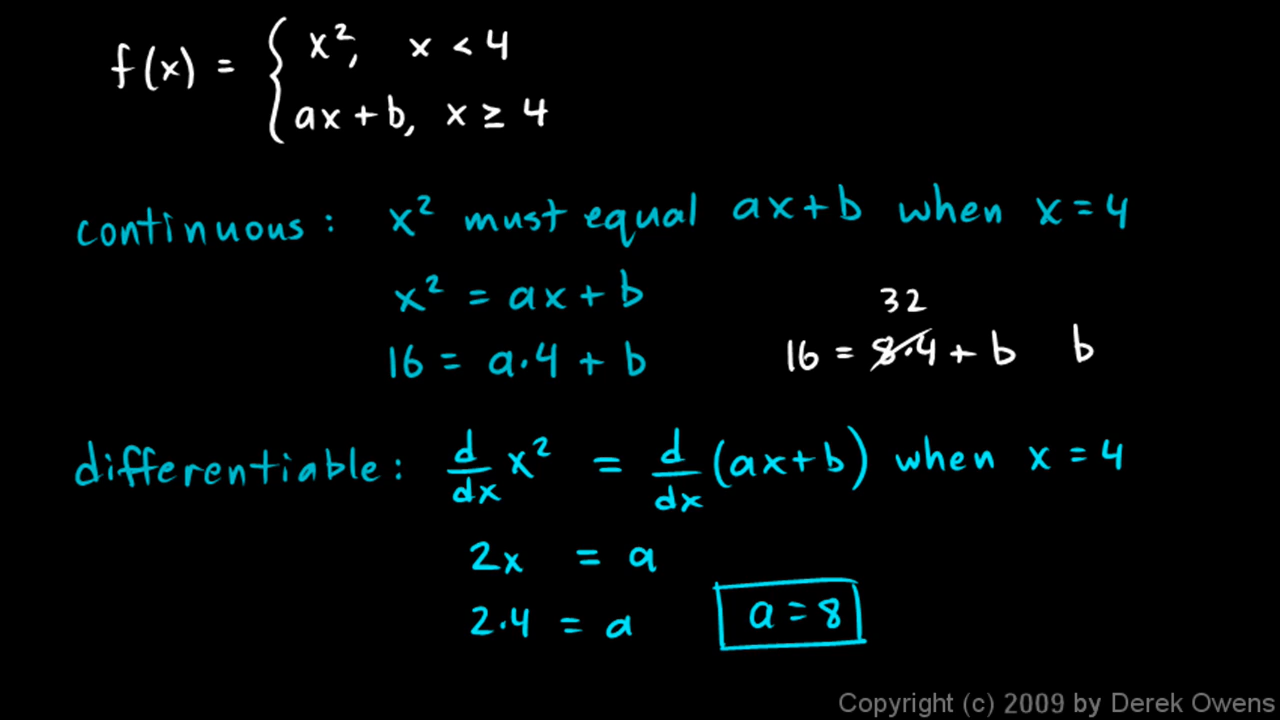 f(x) = { x², x < 4
ax + b, x ≥ 4
continuous: x² must equal ax + b when x = 4
x² = ax + b
32
16 = a·4 + b
16 = 8·4 + b b
differentiable: d/dx x² = d/dx (ax + b) when x = 4
2x = a
2·4 = a
a = 8
Copyright (c) 2009 by Derek Owens